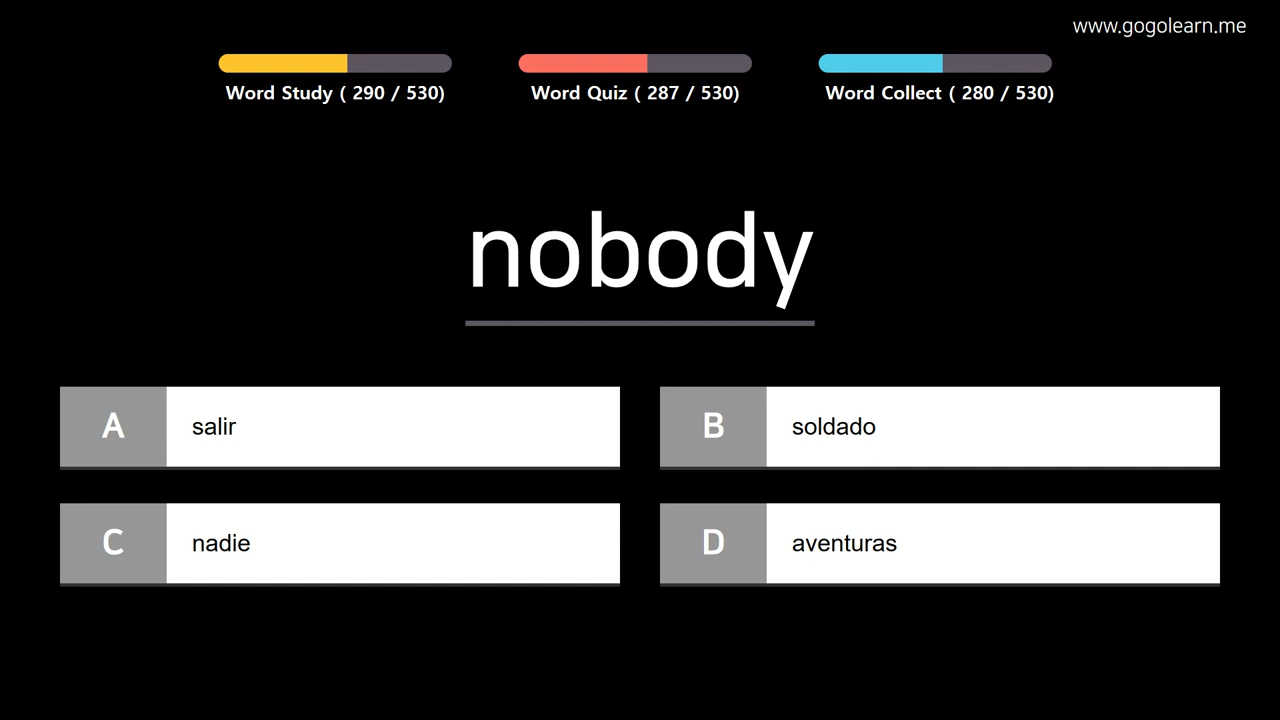 www.gogolearn.me
Word Study ( 290 / 530)
Word Quiz ( 287 / 530)
Word Collect ( 280 / 530)
nobody
A salir
B soldado
C nadie
D aventuras